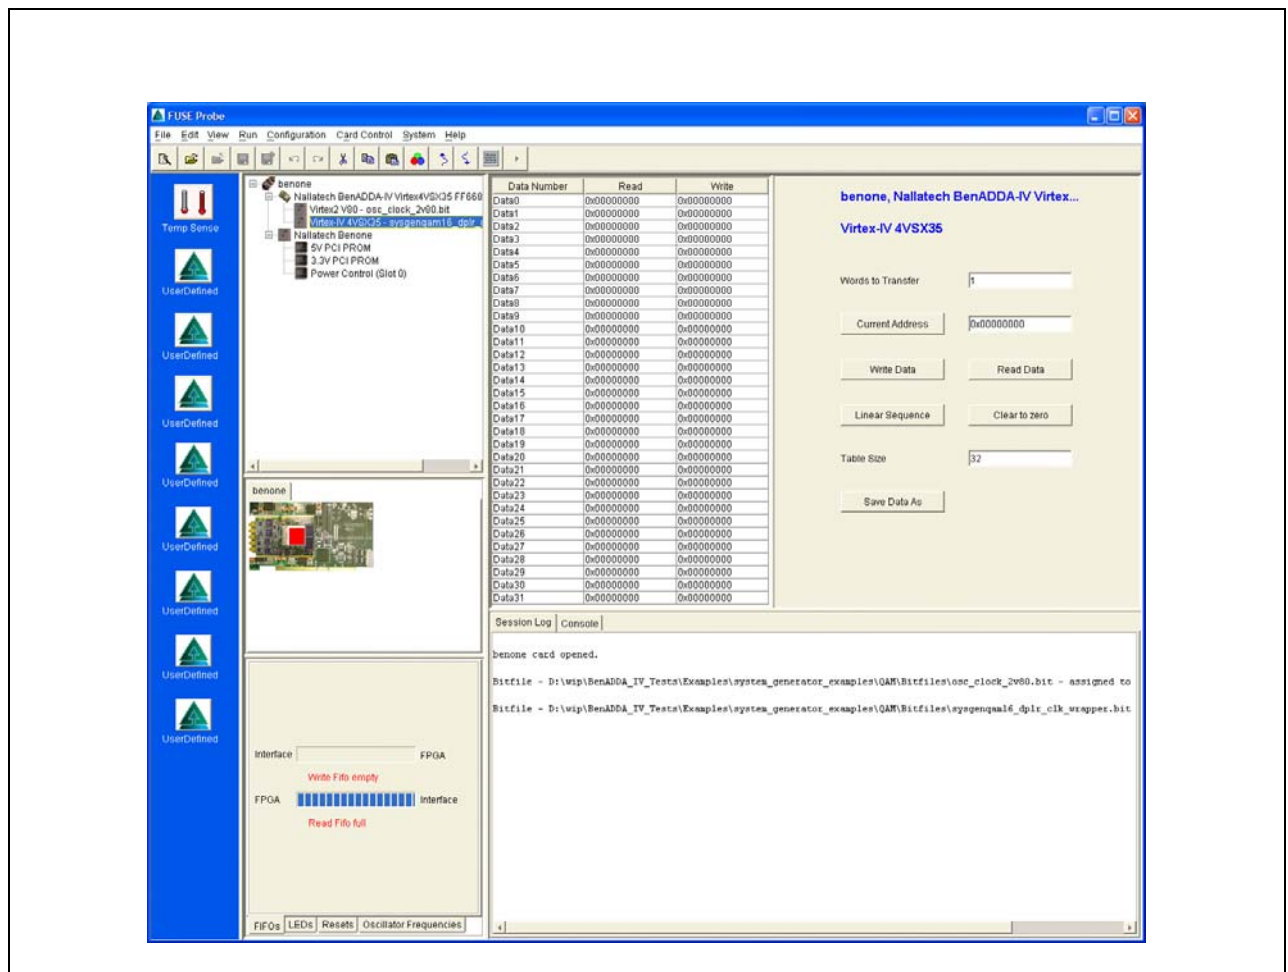 FUSE Probe
File Edit View Run Configuration Card Control System Help
Temp Sense
UserDefined
UserDefined
UserDefined
UserDefined
UserDefined
UserDefined
UserDefined
UserDefined
benone
Nallatech BenADDA-IV Virtex4VSX35 FF668
Virtex2 V80 - osc_clock_2v80.bit
Virtex-IV 4VSX35 - sysgenqam16_dplr_
Nallatech Benone
5V PCI PROM
3.3V PCI PROM
Power Control (Slot 0)
benone
Interface FPGA
Write Fifo empty
FPGA Interface
Read Fifo full
FIFOs LEDs Resets Oscillator Frequencies
Data Number Read Write
Data0 0x00000000 0x00000000
Data1 0x00000000 0x00000000
Data2 0x00000000 0x00000000
Data3 0x00000000 0x00000000
Data4 0x00000000 0x00000000
Data5 0x00000000 0x00000000
Data6 0x00000000 0x00000000
Data7 0x00000000 0x00000000
Data8 0x00000000 0x00000000
Data9 0x00000000 0x00000000
Data10 0x00000000 0x00000000
Data11 0x00000000 0x00000000
Data12 0x00000000 0x00000000
Data13 0x00000000 0x00000000
Data14 0x00000000 0x00000000
Data15 0x00000000 0x00000000
Data16 0x00000000 0x00000000
Data17 0x00000000 0x00000000
Data18 0x00000000 0x00000000
Data19 0x00000000 0x00000000
Data20 0x00000000 0x00000000
Data21 0x00000000 0x00000000
Data22 0x00000000 0x00000000
Data23 0x00000000 0x00000000
Data24 0x00000000 0x00000000
Data25 0x00000000 0x00000000
Data26 0x00000000 0x00000000
Data27 0x00000000 0x00000000
Data28 0x00000000 0x00000000
Data29 0x00000000 0x00000000
Data30 0x00000000 0x00000000
Data31 0x00000000 0x00000000
benone, Nallatech BenADDA-IV Virtex...
Virtex-IV 4VSX35
Words to Transfer 1
Current Address 0x00000000
Write Data Read Data
Linear Sequence Clear to zero
Table Size 32
Save Data As
Session Log Console
benone card opened.
Bitfile - D:\wip\BenADDA_IV_Tests\Examples\system_generator_examples\QAM\Bitfiles\osc_clock_2v80.bit - assigned to
Bitfile - D:\wip\BenADDA_IV_Tests\Examples\system_generator_examples\QAM\Bitfiles\sysgenqam16_dplr_clk_wrapper.bit